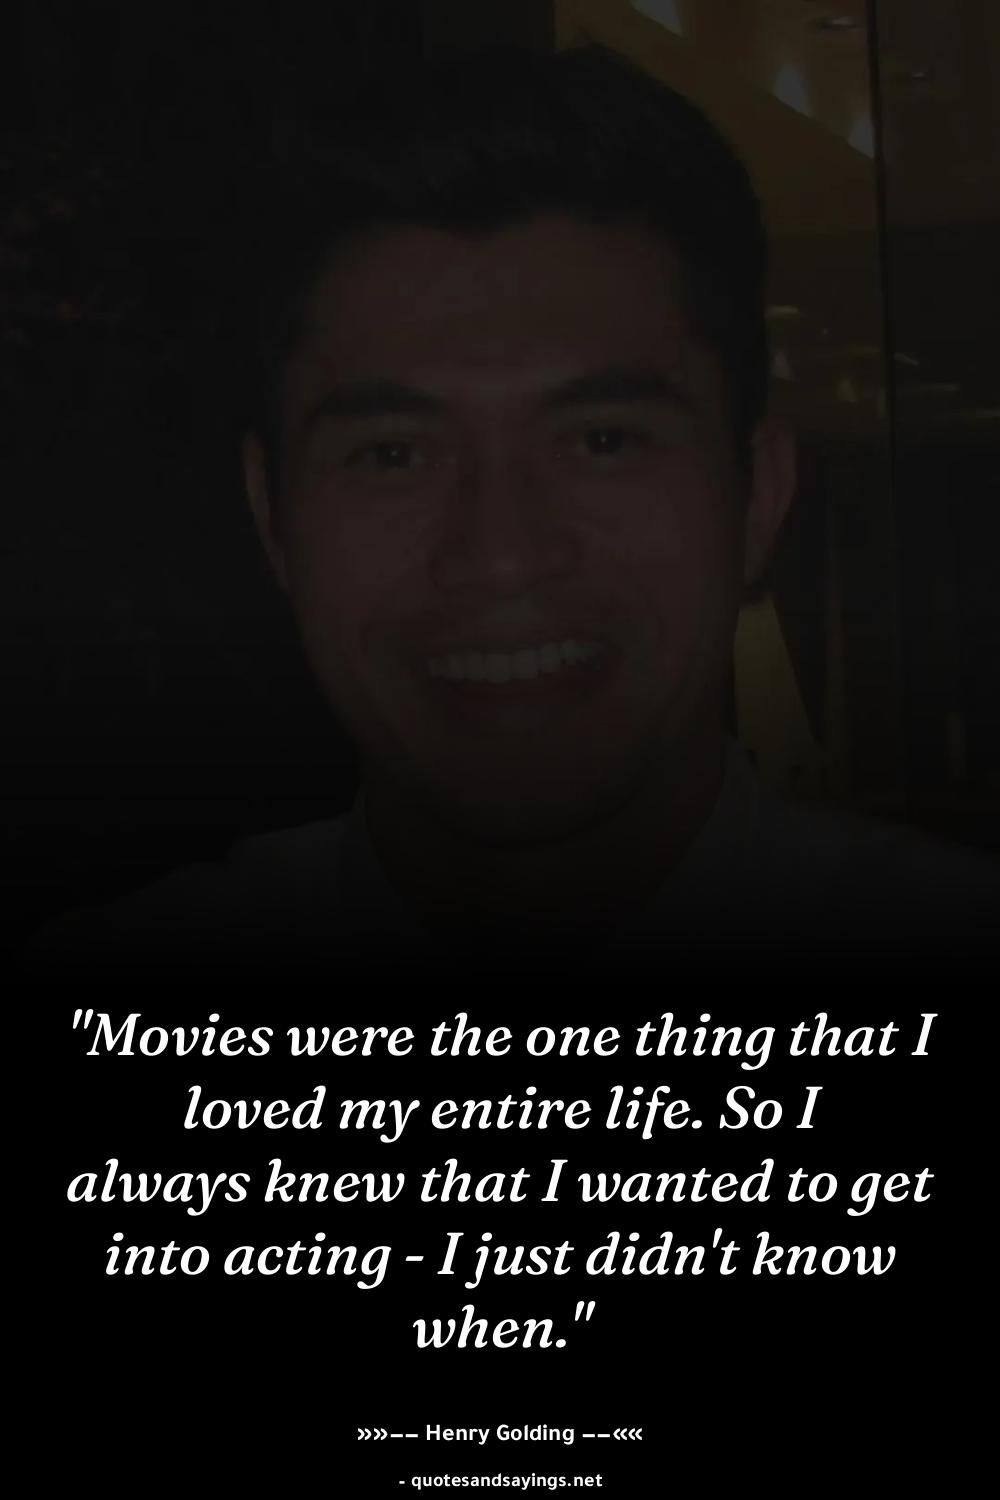 "Movies were the one thing that I
loved my entire life. So I
always knew that I wanted to get
into acting - I just didn't know
when."
»»−− Henry Golding −−««
- quotesandsayings.net